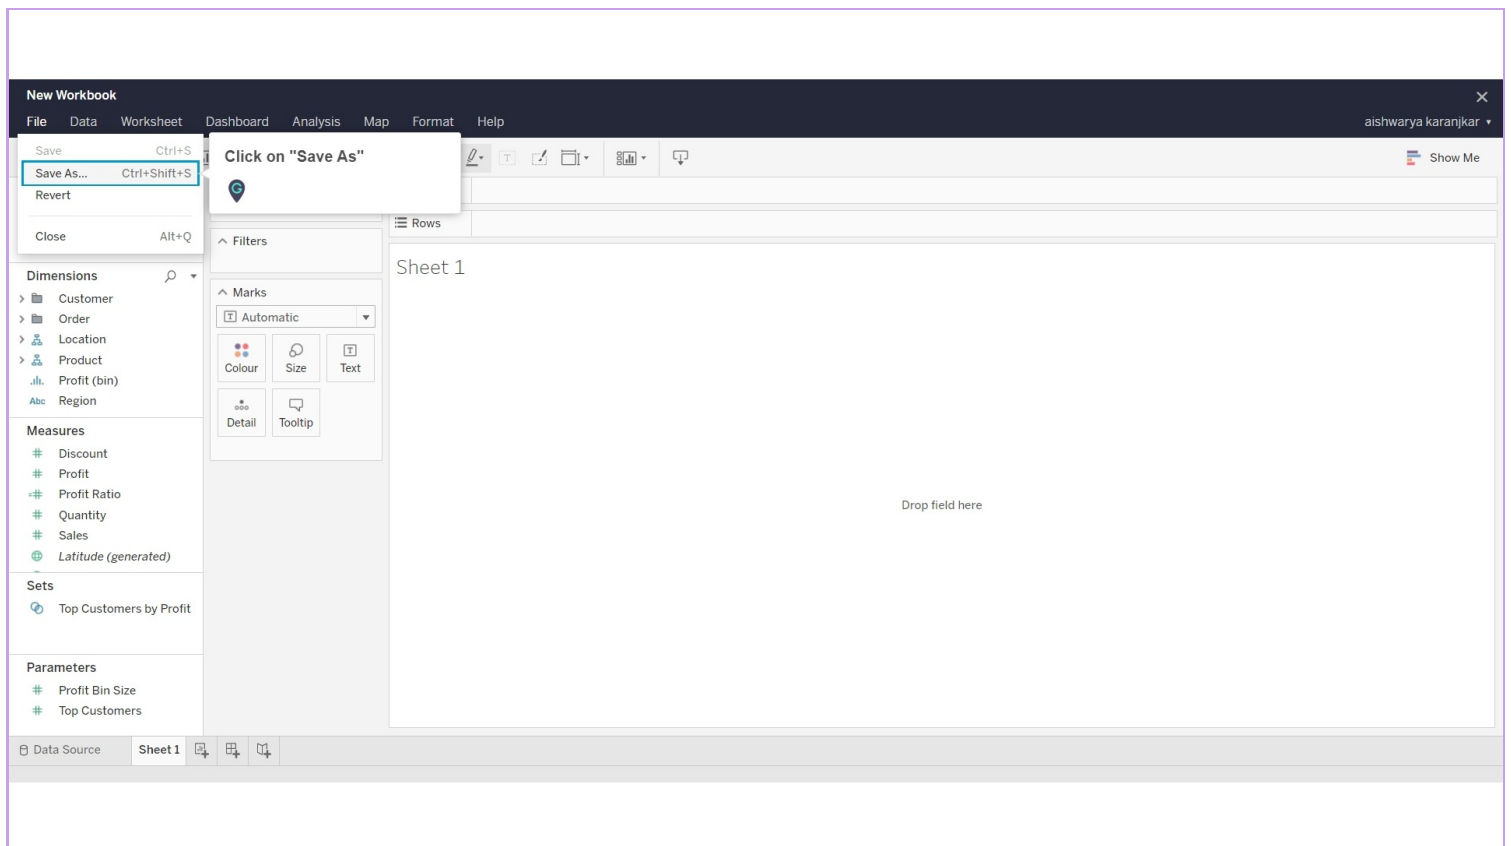 New Workbook
File Data Worksheet Dashboard Analysis Map Format Help
aishwarya karanjkar
Save Ctrl+S
Save As... Ctrl+Shift+S
Revert
Close Alt+Q
Click on "Save As"
G
T
Show Me
Rows
Filters
Sheet 1
Marks
T Automatic
Colour Size T Text
Detail Tooltip
Dimensions
Customer
Order
Location
Product
Profit (bin)
Abc Region
Measures
# Discount
# Profit
=# Profit Ratio
# Quantity
# Sales
Latitude (generated)
Sets
Top Customers by Profit
Parameters
# Profit Bin Size
# Top Customers
Drop field here
Data Source Sheet 1